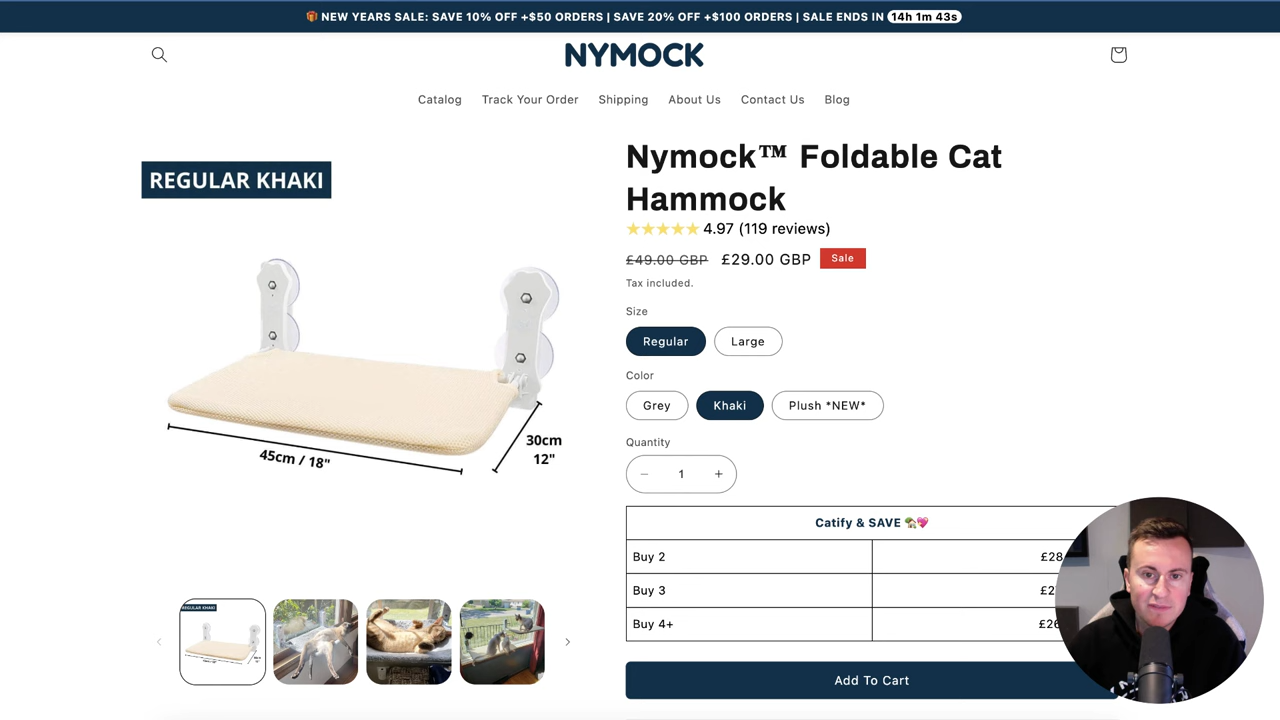 🎁 NEW YEARS SALE: SAVE 10% OFF +$50 ORDERS | SAVE 20% OFF +$100 ORDERS | SALE ENDS IN 14h 1m 43s
NYMOCK
Catalog Track Your Order Shipping About Us Contact Us Blog
REGULAR KHAKI
45cm / 18"
30cm
12"
REGULAR KHAKI
Nymock™ Foldable Cat
Hammock
★★★★★ 4.97 (119 reviews)
£49.00 GBP £29.00 GBP Sale
Tax included.
Size
Regular Large
Color
Grey Khaki Plush *NEW*
Quantity
− 1 +
Catify & SAVE 🏡💖
Buy 2 £28
Buy 3
Buy 4+
Add To Cart